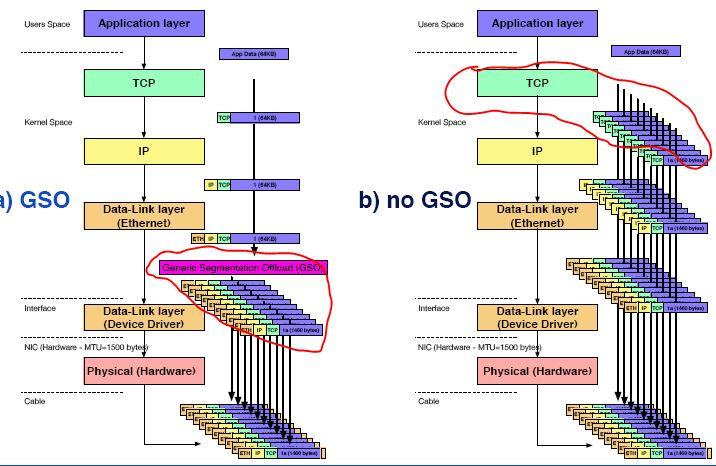 Users Space
Application layer
App Data (64KB)
TCP
Kernel Space
TCP 1 (64KB)
IP
IP TCP 1 (64KB)
a) GSO
Data-Link layer
(Ethernet)
ETH IP TCP 1 (64KB)
Generic Segmentation Offload (GSO)
Interface
Data-Link layer
(Device Driver)
ETH IP TCP 1a (1460 bytes)
NIC (Hardware - MTU=1500 bytes)
Physical (Hardware)
Cable
ETH IP TCP 1a (1460 bytes)
Users Space
Application layer
App Data (64KB)
TCP
Kernel Space
TCP 1a (1460 bytes)
IP
IP TCP 1a (1460 bytes)
b) no GSO
Data-Link layer
(Ethernet)
Interface
Data-Link layer
(Device Driver)
ETH IP TCP 1a (1460 bytes)
NIC (Hardware - MTU=1500 bytes)
Physical (Hardware)
Cable
ETH IP TCP 1a (1460 bytes)